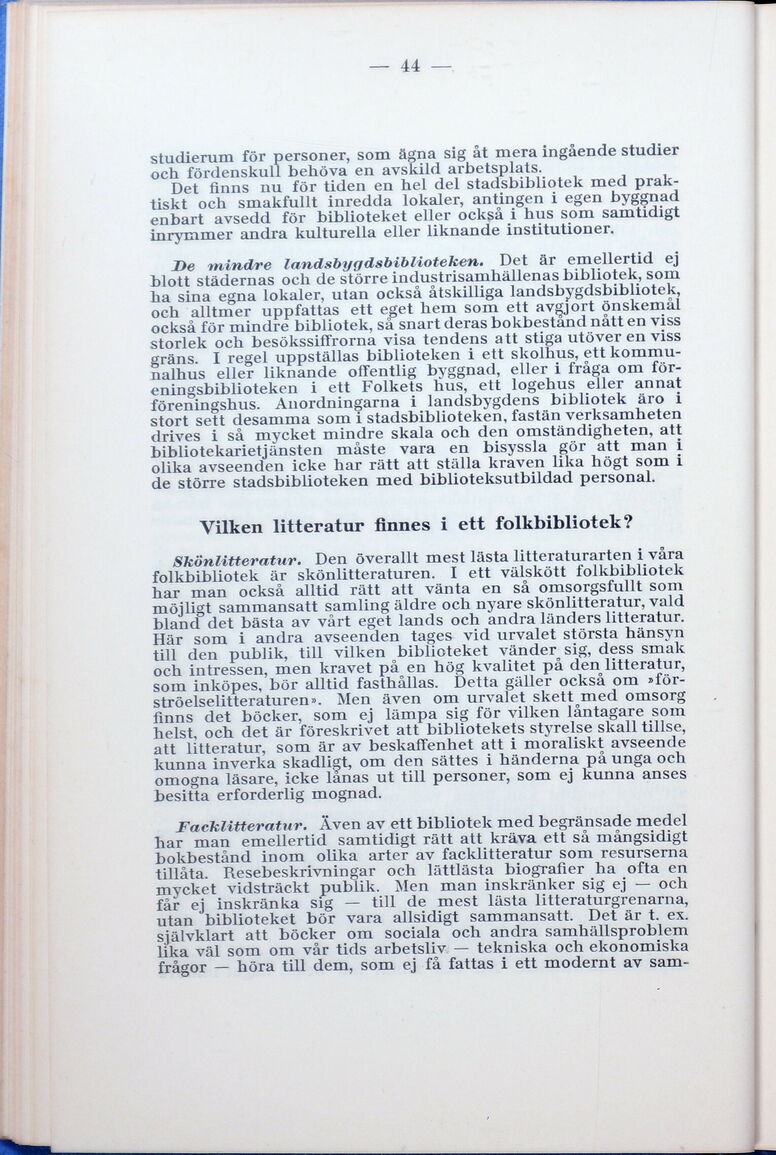 — 44 —
studierum för personer, som ägna sig åt mera ingående studier
och fördenskull behöva en avskild arbetsplats.
Det finns nu för tiden en hel del stadsbibliotek med prak-
tiskt och smakfullt inredda lokaler, antingen i egen byggnad
enbart avsedd för biblioteket eller också i hus som samtidigt
inrymmer andra kulturella eller liknande institutioner.
De mindre landsbygdsbiblioteken. Det är emellertid ej
blott städernas och de större industrisamhällenas bibliotek, som
ha sina egna lokaler, utan också åtskilliga landsbygdsbibliotek,
och alltmer uppfattas ett eget hem som ett avgjort önskemål
också för mindre bibliotek, så snart deras bokbestånd nått en viss
storlek och besökssiffrorna visa tendens att stiga utöver en viss
gräns. I regel uppställas biblioteken i ett skolhus, ett kommu-
nalhus eller liknande offentlig byggnad, eller i fråga om för-
eningsbiblioteken i ett Folkets hus, ett logehus eller annat
föreningshus. Anordningarna i landsbygdens bibliotek äro i
stort sett desamma som i stadsbiblioteken, fastän verksamheten
drives i så mycket mindre skala och den omständigheten, att
bibliotekarietjänsten måste vara en bisyssla gör att man i
olika avseenden icke har rätt att ställa kraven lika högt som i
de större stadsbiblioteken med biblioteksutbildad personal.
Vilken litteratur finnes i ett folkbibliotek?
Skönlitteratur. Den överallt mest lästa litteraturarten i våra
folkbibliotek är skönlitteraturen. I ett välskött folkbibliotek
har man också alltid rätt att vänta en så omsorgsfullt som
möjligt sammansatt samling äldre och nyare skönlitteratur, vald
bland det bästa av vårt eget lands och andra länders litteratur.
Här som i andra avseenden tages vid urvalet största hänsyn
till den publik, till vilken biblioteket vänder sig, dess smak
och intressen, men kravet på en hög kvalitet på den litteratur,
som inköpes, bör alltid fasthållas. Detta gäller också om »för-
ströelselitteraturen». Men även om urvalet skett med omsorg
finns det böcker, som ej lämpa sig för vilken låntagare som
helst, och det är föreskrivet att bibliotekets styrelse skall tillse,
att litteratur, som är av beskaffenhet att i moraliskt avseende
kunna inverka skadligt, om den sättes i händerna på unga och
omogna läsare, icke lånas ut till personer, som ej kunna anses
besitta erforderlig mognad.
Facklitteratur. Även av ett bibliotek med begränsade medel
har man emellertid samtidigt rätt att kräva ett så mångsidigt
bokbestånd inom olika arter av facklitteratur som resurserna
tillåta. Resebeskrivningar och lättlästa biografier ha ofta en
mycket vidsträckt publik. Men man inskränker sig ej — och
får ej inskränka sig — till de mest lästa litteraturgrenarna,
utan biblioteket bör vara allsidigt sammansatt. Det är t. ex.
självklart att böcker om sociala och andra samhällsproblem
lika väl som om vår tids arbetsliv — tekniska och ekonomiska
frågor — höra till dem, som ej få fattas i ett modernt av sam-